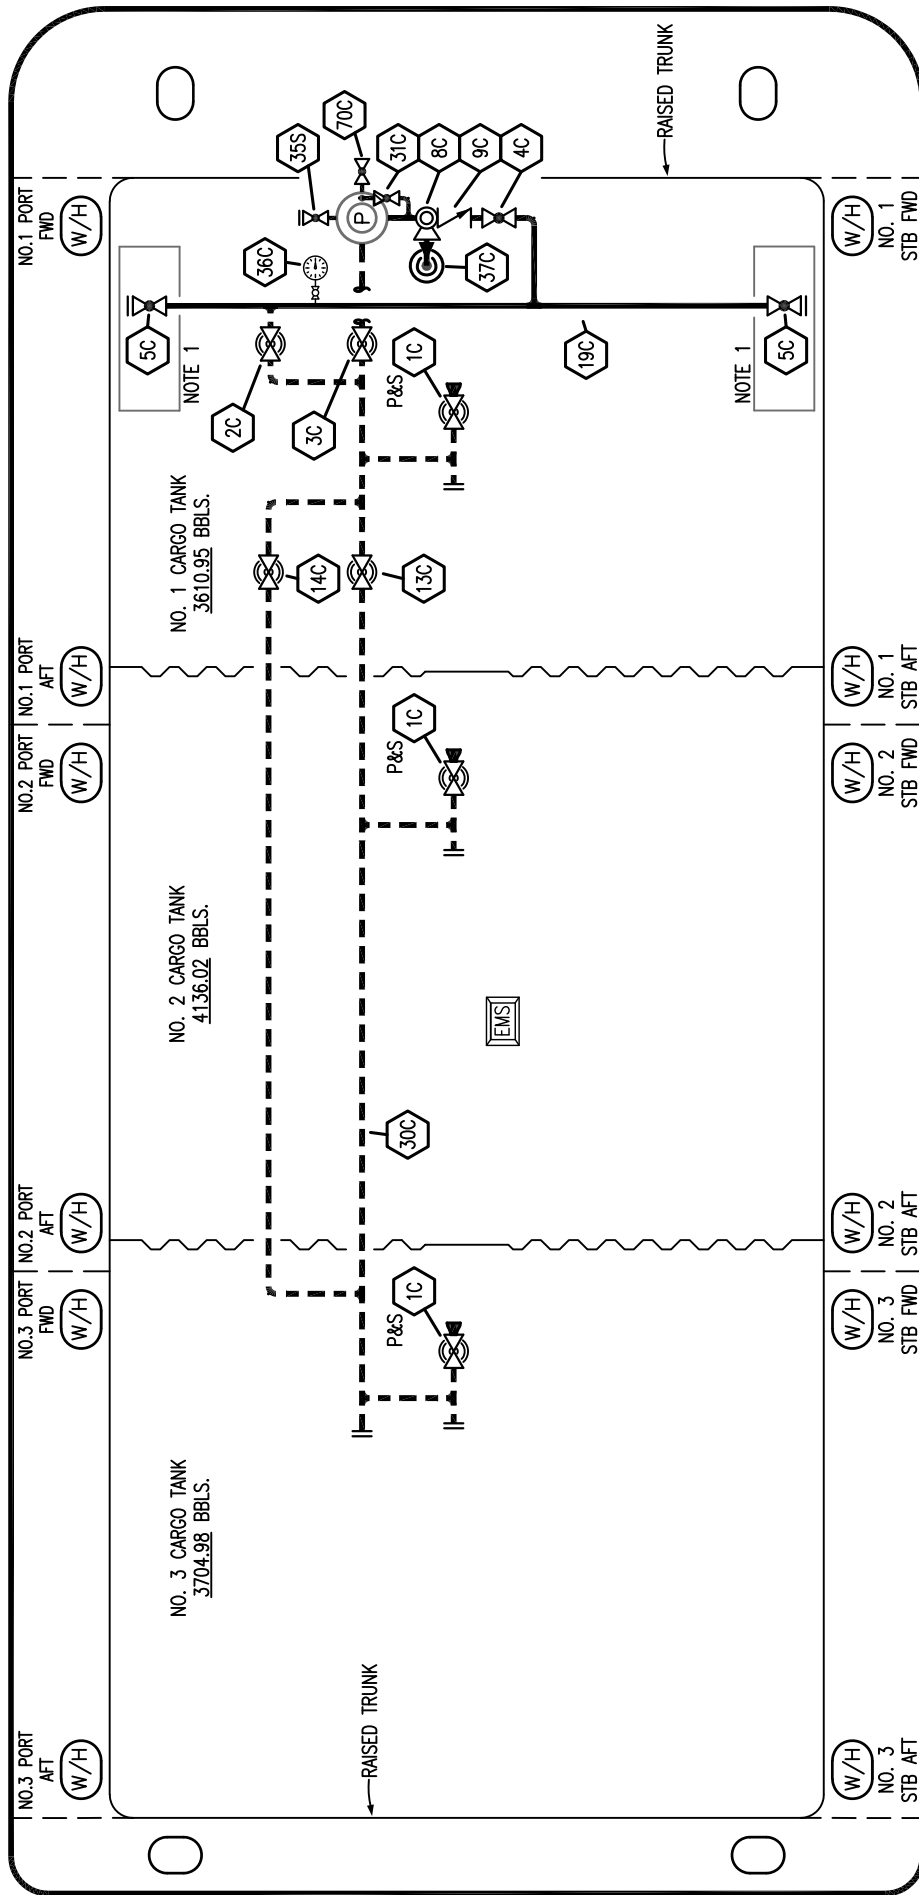 NO.3 PORT
AFT
W/H
NO.3 PORT
FWD
W/H
NO.2 PORT
AFT
W/H
NO.2 PORT
FWD
W/H
NO.1 PORT
AFT
W/H
NO.1 PORT
FWD
W/H
NO. 3 CARGO TANK
3704.98 BBLS.
NO. 2 CARGO TANK
4136.02 BBLS.
NO. 1 CARGO TANK
3610.95 BBLS.
5C
NOTE 1
2C
36C
35S
3C
70C
14C
13C
P
31C
8C
9C
4C
37C
RAISED TRUNK
P&S
1C
30C
P&S
1C
P&S
1C
EMS
19C
NOTE 1
5C
RAISED TRUNK
W/H
NO. 3
STB AFT
W/H
NO. 3
STB FWD
W/H
NO. 2
STB AFT
W/H
NO. 2
STB FWD
W/H
NO. 1
STB AFT
W/H
NO. 1
STB FWD